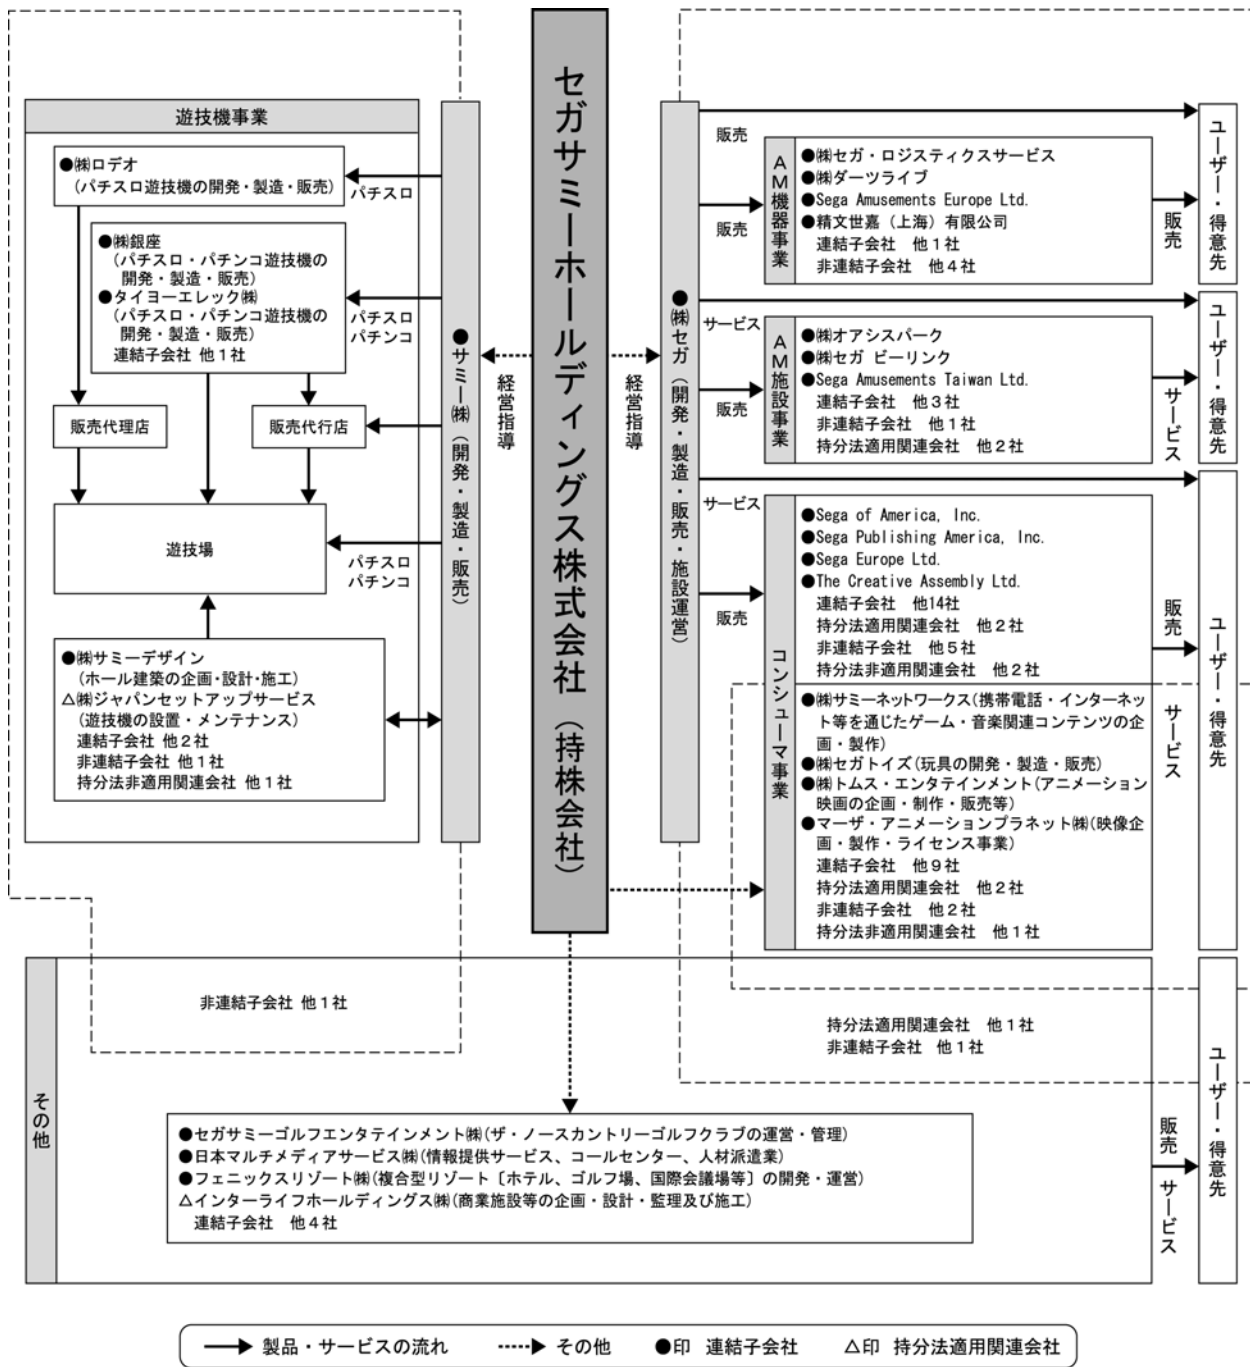 セガサミーホールディングス株式会社(持株会社)
遊技機事業
●㈱ロデオ
(パチスロ遊技機の開発・製造・販売)
パチスロ
●㈱銀座
(パチスロ・パチンコ遊技機の
開発・製造・販売)
●タイヨーエレック㈱
(パチスロ・パチンコ遊技機の
開発・製造・販売)
連結子会社 他1社
パチスロ
パチンコ
販売代理店
販売代行店
遊技場
パチスロ
パチンコ
●㈱サミーデザイン
(ホール建築の企画・設計・施工)
△㈱ジャパンセットアップサービス
(遊技機の設置・メンテナンス)
連結子会社 他2社
非連結子会社 他1社
持分法非適用関連会社 他1社
●サミー㈱(開発・製造・販売)
経営指導
経営指導
●㈱セガ(開発・製造・販売・施設運営)
販売
販売
AM機器事業
●㈱セガ・ロジスティクスサービス
●㈱ダーツライブ
●Sega Amusements Europe Ltd.
●精文世嘉(上海)有限公司
連結子会社 他1社
非連結子会社 他4社
販売
ユーザー・得意先
サービス
販売
AM施設事業
●㈱オアシスパーク
●㈱セガ ビーリンク
●Sega Amusements Taiwan Ltd.
連結子会社 他3社
非連結子会社 他1社
持分法適用関連会社 他2社
サービス
ユーザー・得意先
サービス
販売
コンシューマ事業
●Sega of America, Inc.
●Sega Publishing America, Inc.
●Sega Europe Ltd.
●The Creative Assembly Ltd.
連結子会社 他14社
持分法適用関連会社 他2社
非連結子会社 他5社
持分法非適用関連会社 他2社
●㈱サミーネットワークス(携帯電話・インターネッ
ト等を通じたゲーム・音楽関連コンテンツの企
画・製作)
●㈱セガトイズ(玩具の開発・製造・販売)
●㈱トムス・エンタテインメント(アニメーション
映画の企画・制作・販売等)
●マーザ・アニメーションプラネット㈱(映像企
画・製作・ライセンス事業)
連結子会社 他9社
持分法適用関連会社 他2社
非連結子会社 他2社
持分法非適用関連会社 他1社
販売
サービス
ユーザー・得意先
その他
非連結子会社 他1社
持分法適用関連会社 他1社
非連結子会社 他1社
●セガサミーゴルフエンタテインメント㈱(ザ・ノースカントリーゴルフクラブの運営・管理)
●日本マルチメディアサービス㈱(情報提供サービス、コールセンター、人材派遣業)
●フェニックスリゾート㈱(複合型リゾート〔ホテル、ゴルフ場、国際会議場等〕の開発・運営)
△インターライフホールディングス㈱(商業施設等の企画・設計・監理及び施工)
連結子会社 他4社
販売
サービス
ユーザー・得意先
製品・サービスの流れ
その他
●印 連結子会社
△印 持分法適用関連会社